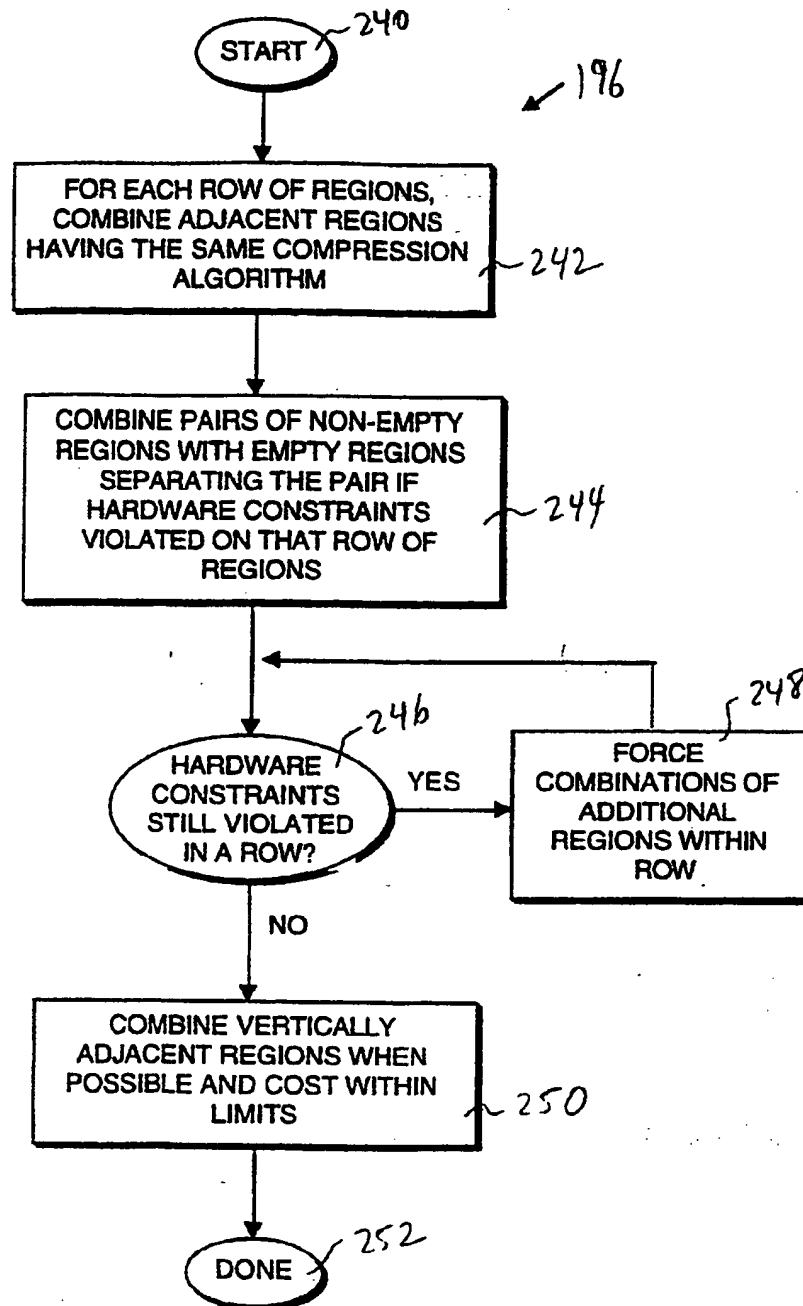 START
240
196
FOR EACH ROW OF REGIONS,
COMBINE ADJACENT REGIONS
HAVING THE SAME COMPRESSION
ALGORITHM
242
COMBINE PAIRS OF NON-EMPTY
REGIONS WITH EMPTY REGIONS
SEPARATING THE PAIR IF
HARDWARE CONSTRAINTS
VIOLATED ON THAT ROW OF
REGIONS
244
246
HARDWARE
CONSTRAINTS
STILL VIOLATED
IN A ROW?
YES
248
FORCE
COMBINATIONS OF
ADDITIONAL
REGIONS WITHIN
ROW
NO
COMBINE VERTICALLY
ADJACENT REGIONS WHEN
POSSIBLE AND COST WITHIN
LIMITS
250
DONE
252